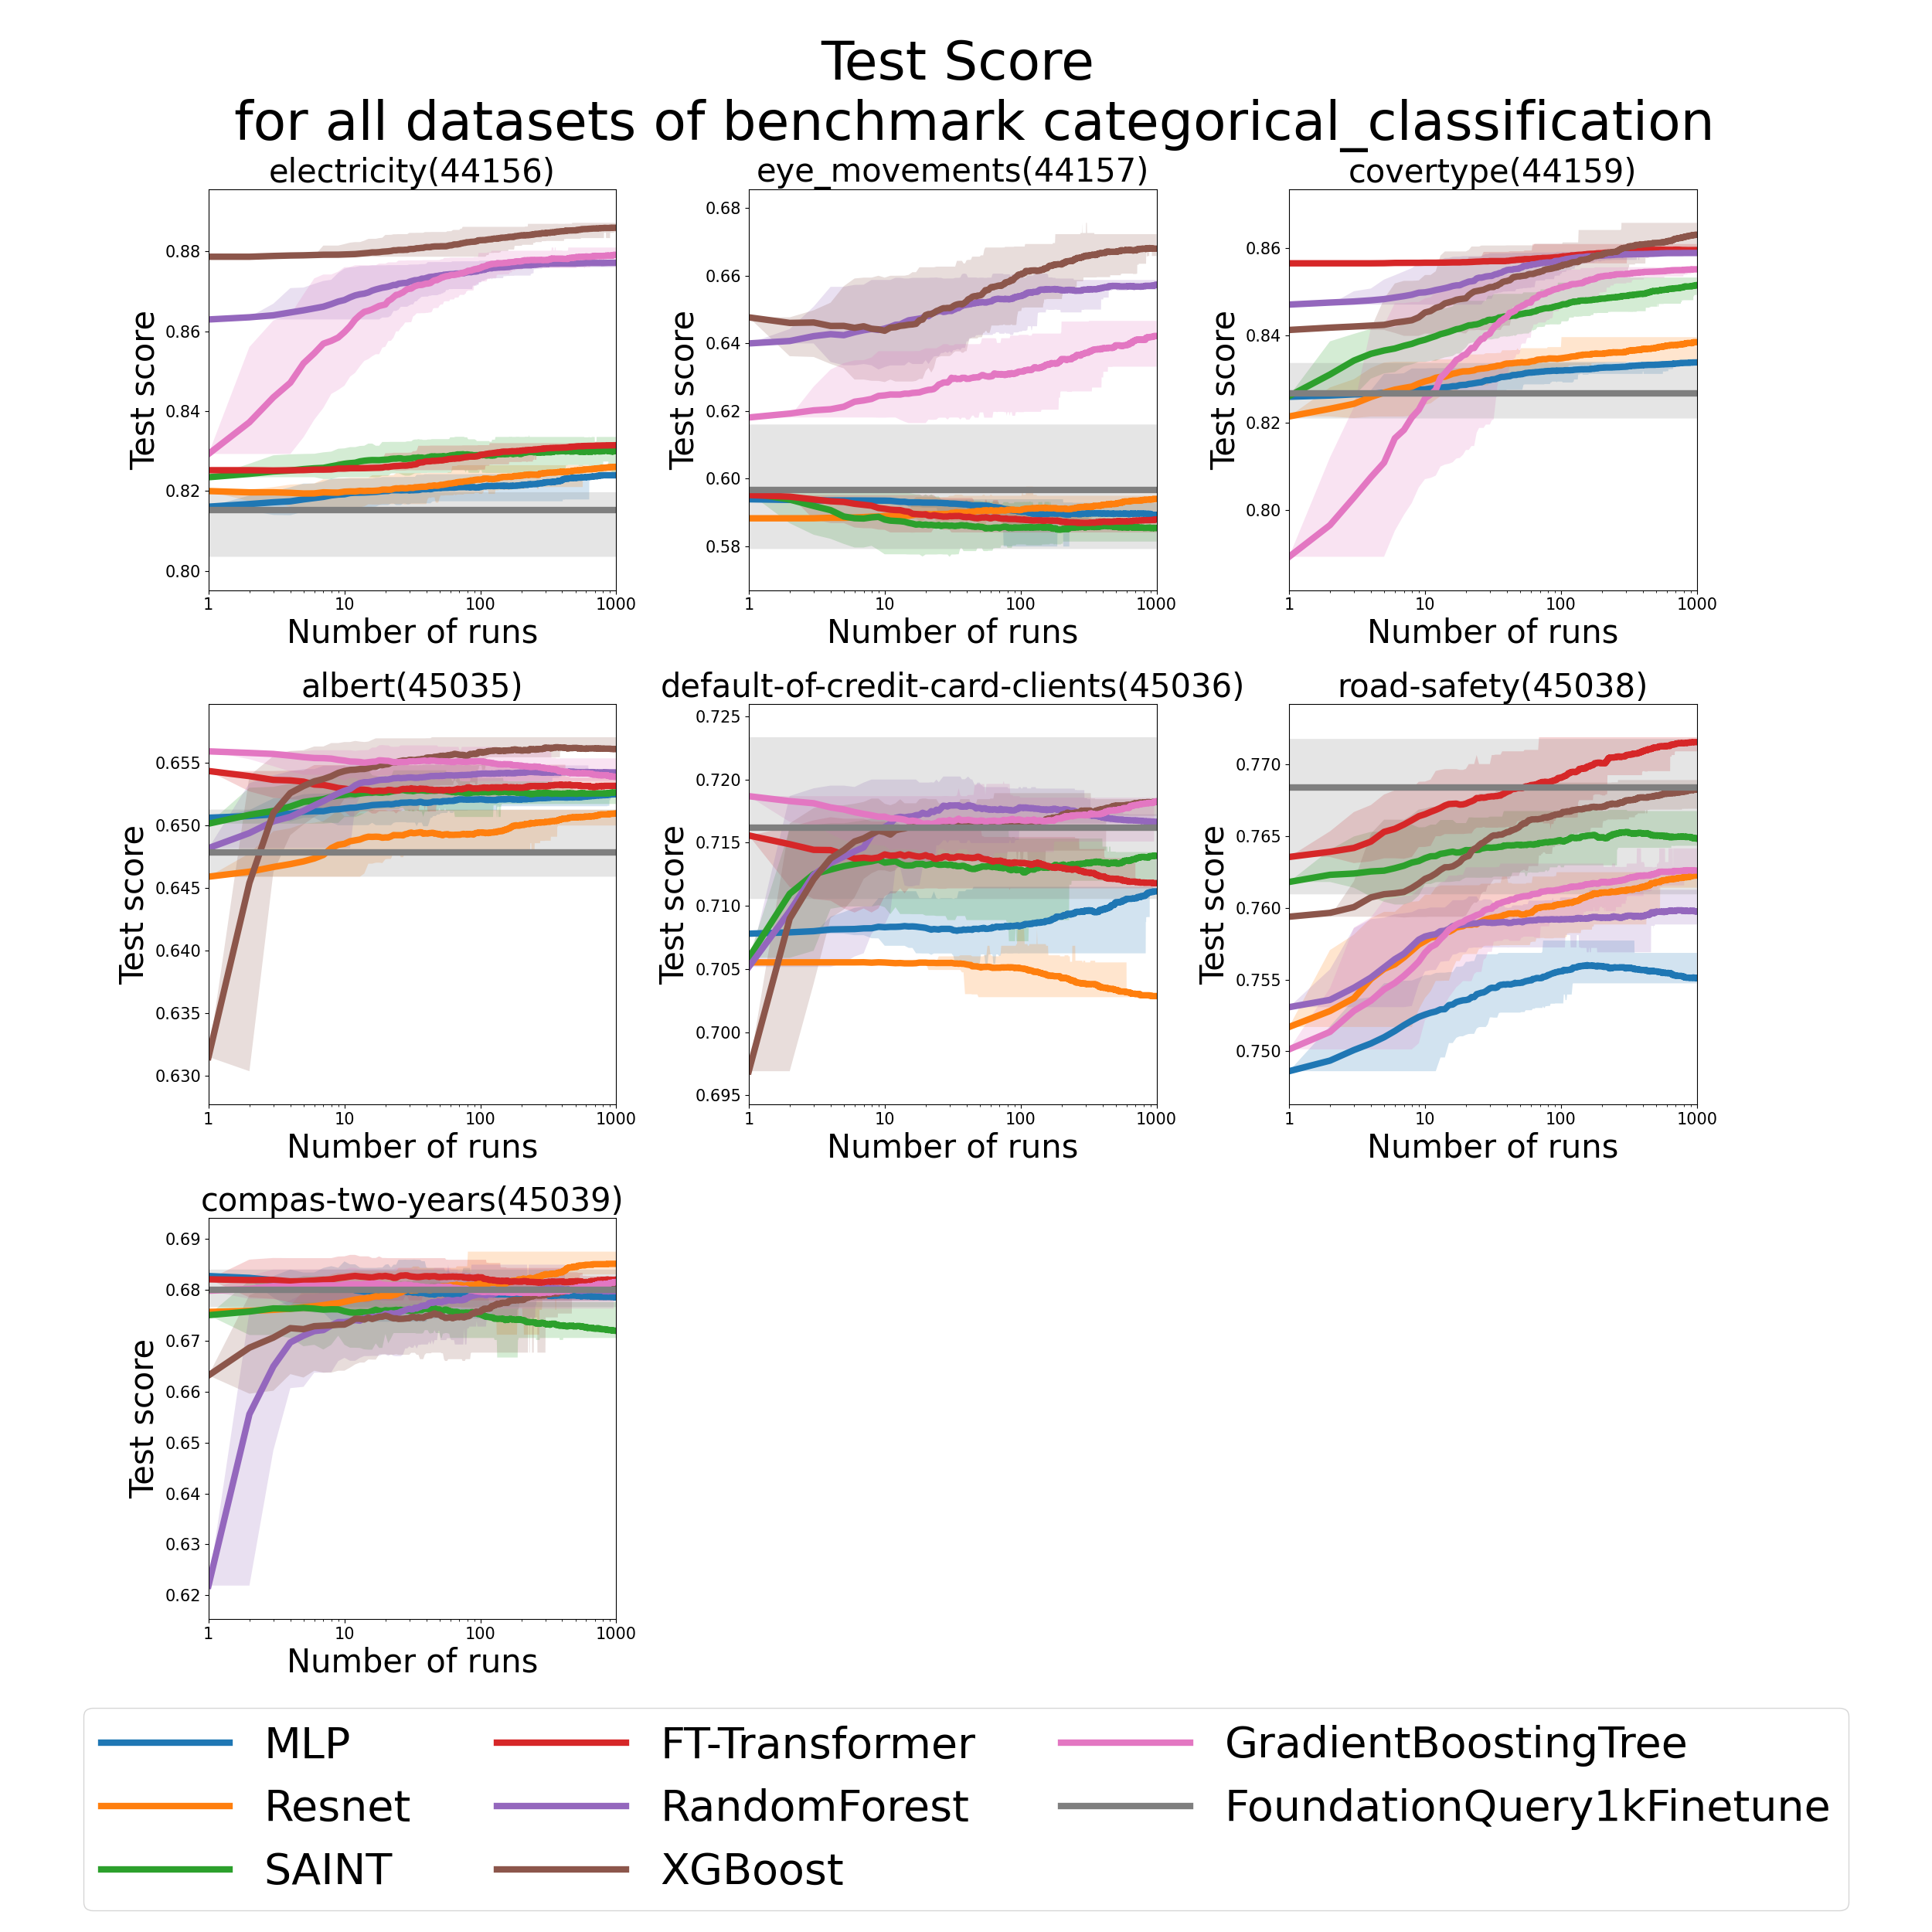 Test Score
for all datasets of benchmark categorical_classification
electricity(44156)
eye_movements(44157)
covertype(44159)
Test score
0.88
0.86
0.84
0.82
0.80
1 10 100 1000
Number of runs
Test score
0.68
0.66
0.64
0.62
0.60
0.58
1 10 100 1000
Number of runs
Test score
0.86
0.84
0.82
0.80
1 10 100 1000
Number of runs
albert(45035)
default-of-credit-card-clients(45036)
road-safety(45038)
Test score
0.655
0.650
0.645
0.640
0.635
0.630
1 10 100 1000
Number of runs
Test score
0.725
0.720
0.715
0.710
0.705
0.700
0.695
1 10 100 1000
Number of runs
Test score
0.770
0.765
0.760
0.755
0.750
1 10 100 1000
Number of runs
compas-two-years(45039)
Test score
0.69
0.68
0.67
0.66
0.65
0.64
0.63
0.62
1 10 100 1000
Number of runs
MLP
Resnet
SAINT
FT-Transformer
RandomForest
XGBoost
GradientBoostingTree
FoundationQuery1kFinetune